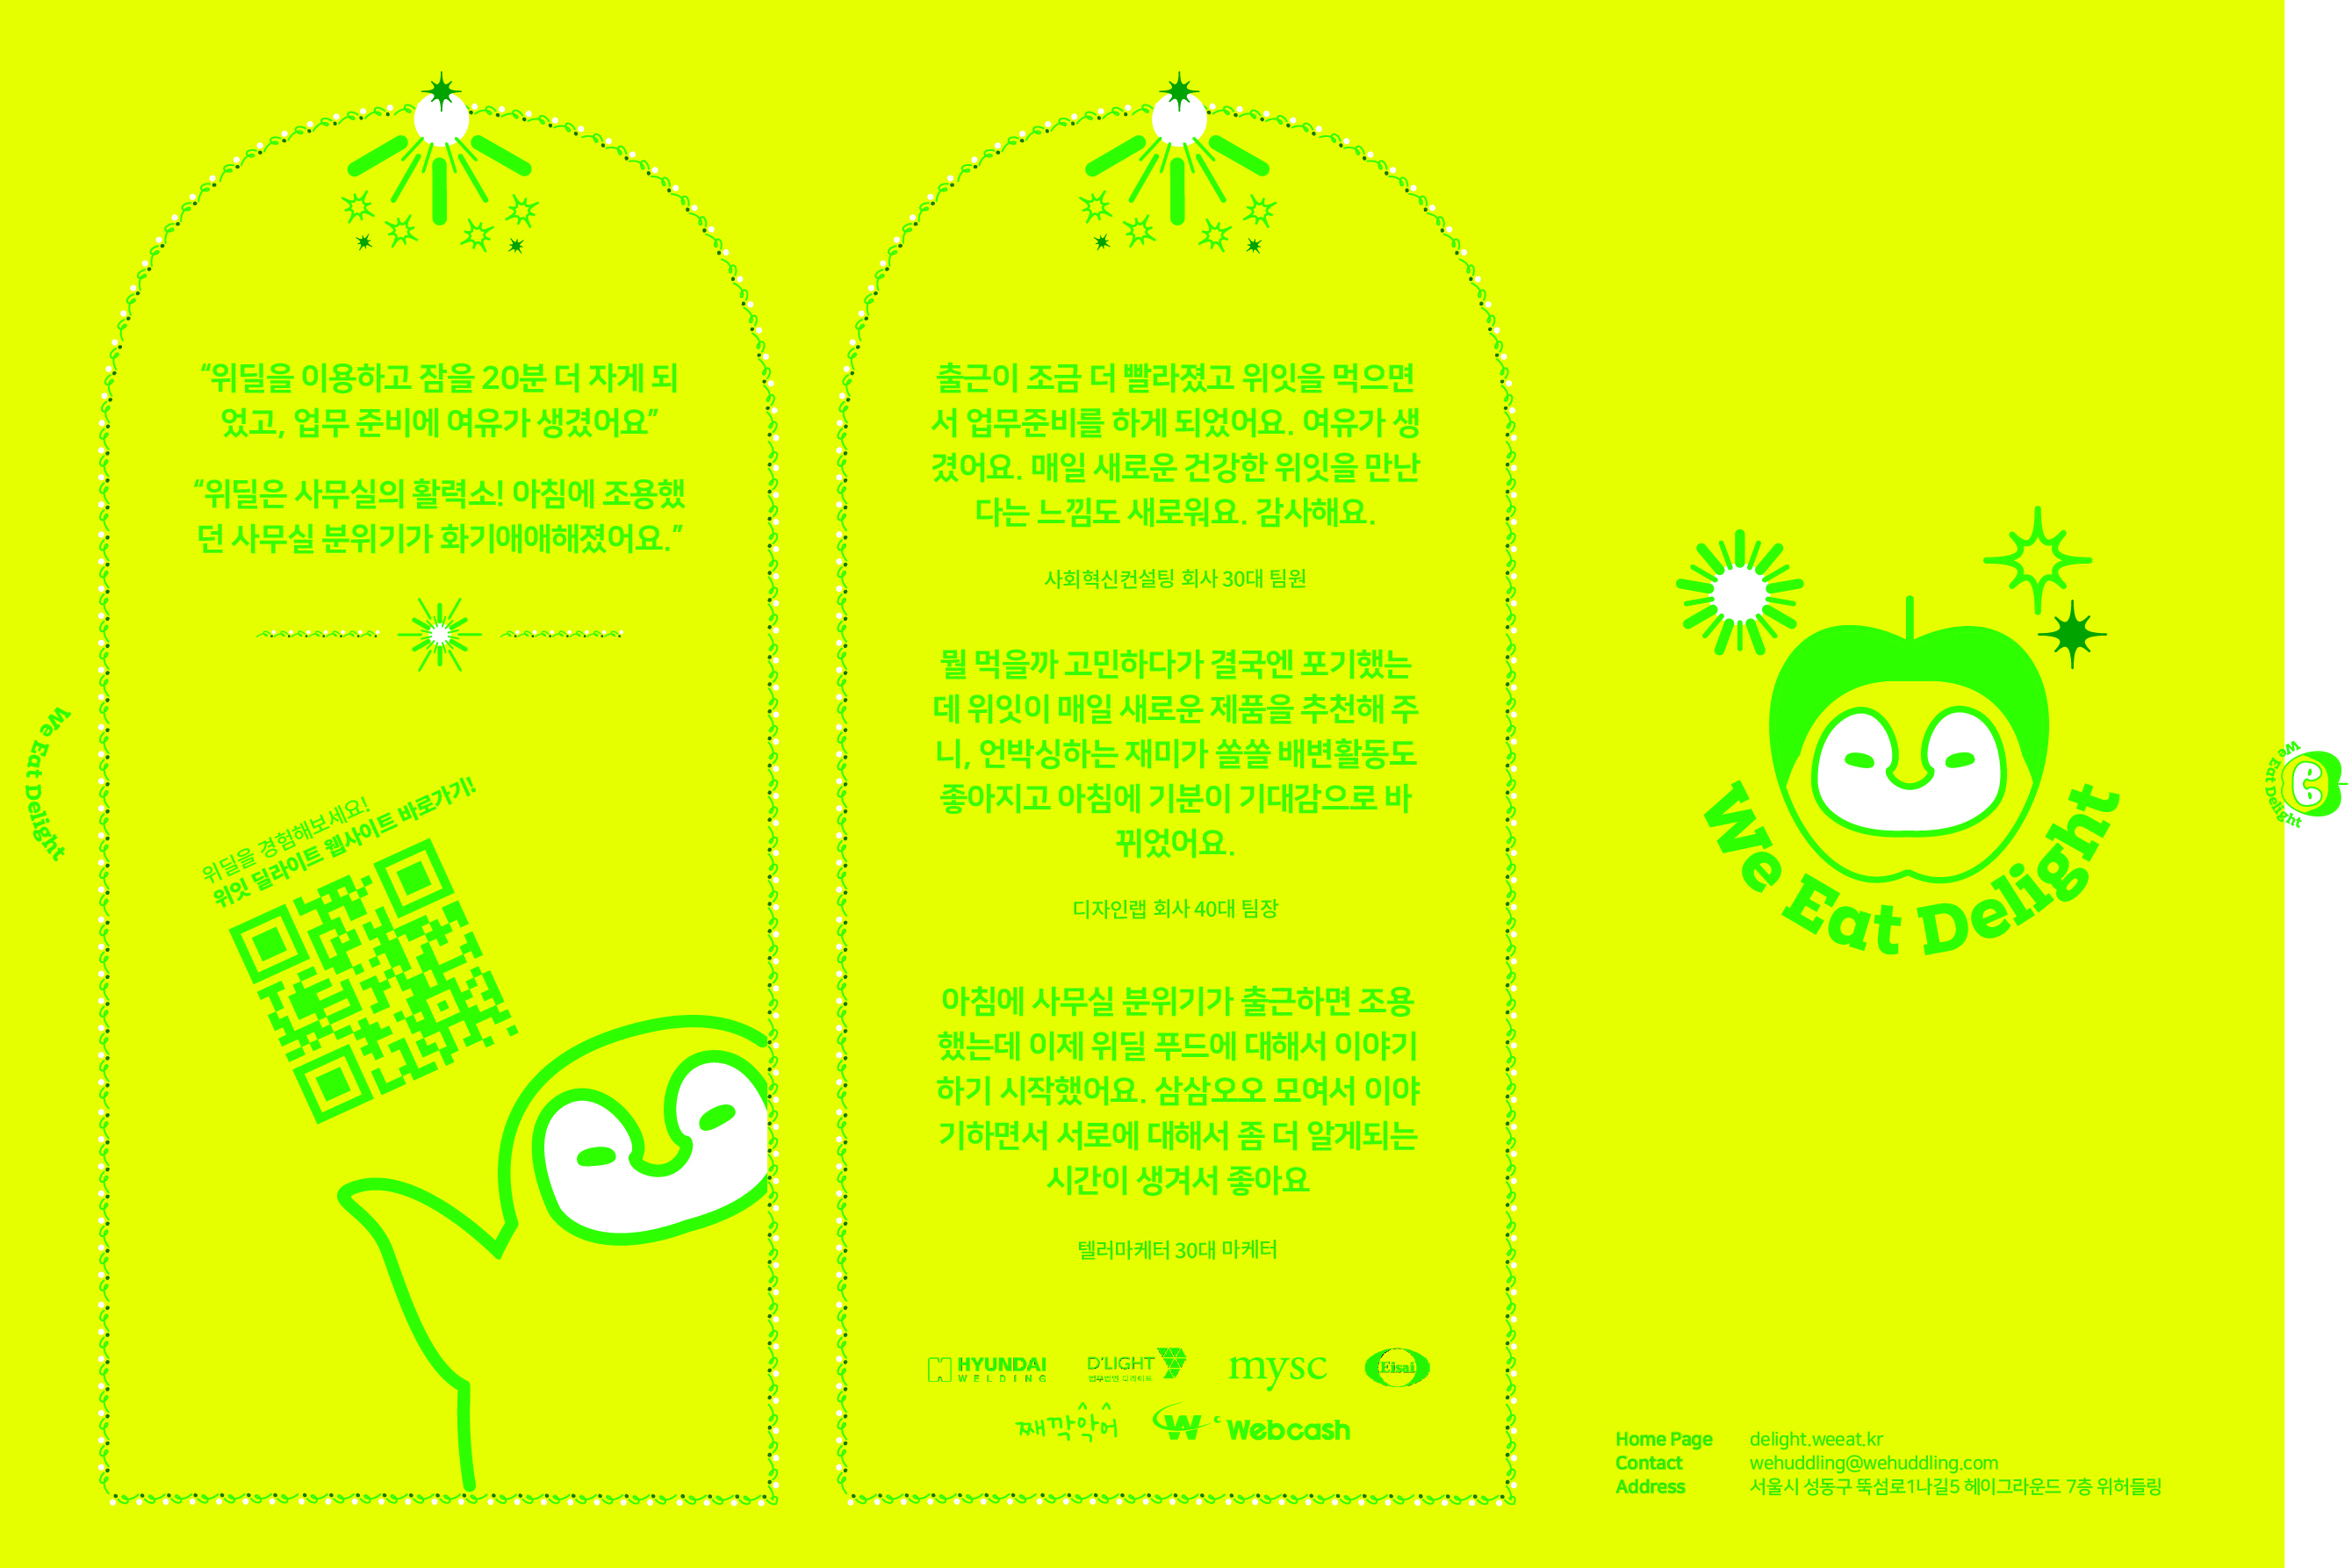 We Eat Delight
“위딜을 이용하고 잠을 20분 더 자게 되
었고, 업무 준비에 여유가 생겼어요”
“위딜은 사무실의 활력소! 아침에 조용했
던 사무실 분위기가 화기애애해졌어요.”
위딜을 경험해보세요!
위잇 딜라이트 웹사이트 바로가기!
출근이 조금 더 빨라졌고 위잇을 먹으면
서 업무준비를 하게 되었어요. 여유가 생
겼어요. 매일 새로운 건강한 위잇을 만난
다는 느낌도 새로워요. 감사해요.
사회혁신컨설팅 회사 30대 팀원
뭘 먹을까 고민하다가 결국엔 포기했는
데 위잇이 매일 새로운 제품을 추천해 주
니, 언박싱하는 재미가 쏠쏠 배변활동도
좋아지고 아침에 기분이 기대감으로 바
뀌었어요.
디자인랩 회사 40대 팀장
아침에 사무실 분위기가 출근하면 조용
했는데 이제 위딜 푸드에 대해서 이야기
하기 시작했어요. 삼삼오오 모여서 이야
기하면서 서로에 대해서 좀 더 알게되는
시간이 생겨서 좋아요
텔러마케터 30대 마케터
HYUNDAI
WELDING
D'LIGHT
법무법인 디라이트
mysc
Eisai
째깍악어
W Webcash
We Eat Delight
Home Page delight.weeat.kr
Contact wehuddling@wehuddling.com
Address 서울시 성동구 뚝섬로1나길5 헤이그라운드 7층 위허들링
We Eat Delight